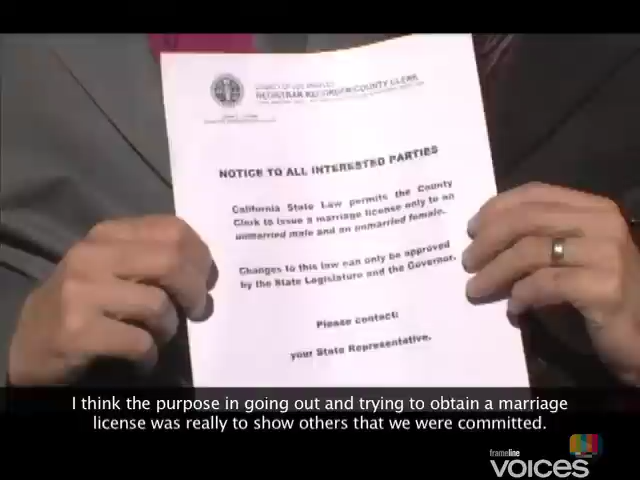 COUNTY OF LOS ANGELES
REGISTRAR-RECORDER/COUNTY CLERK
NOTICE TO ALL INTERESTED PARTIES
California State Law permits the County
Clerk to issue a marriage license only to an
unmarried male and an unmarried female.
Changes to this law can only be approved
by the State Legislature and the Governor.
Please contact:
your State Representative.
I think the purpose in going out and trying to obtain a marriage
license was really to show others that we were committed.
frameline
voices